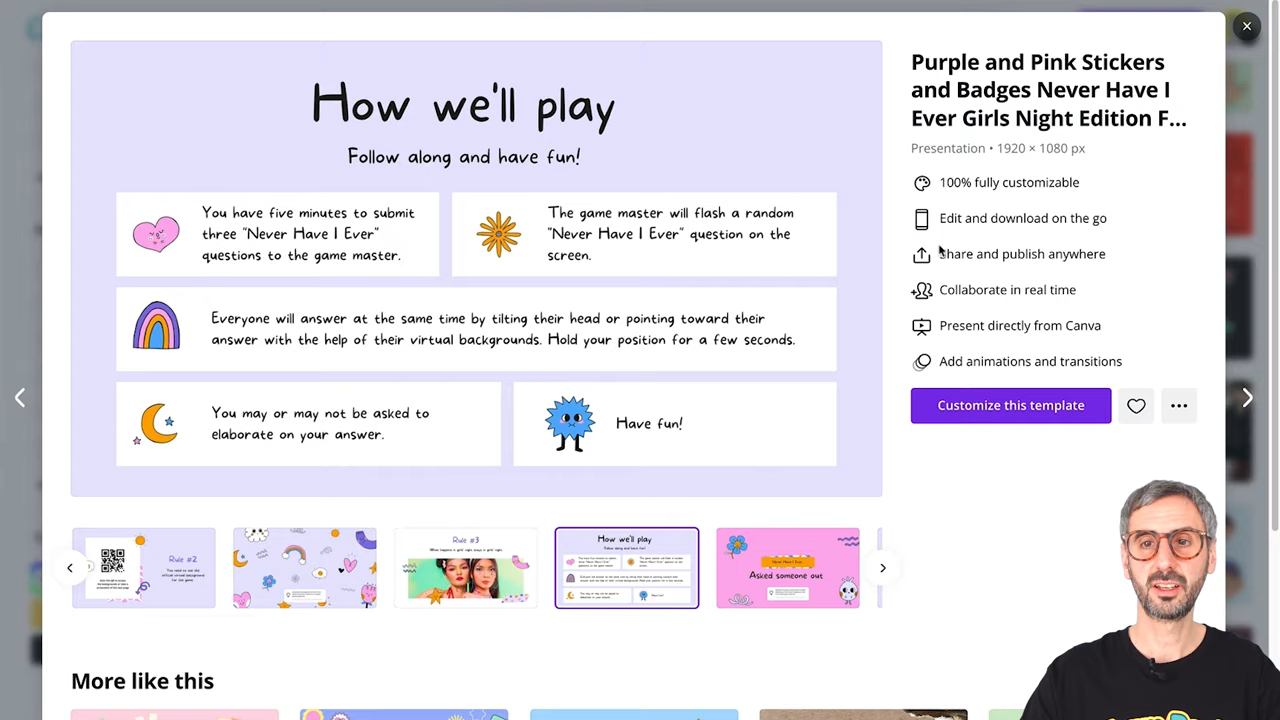 How we'll play
Follow along and have fun!
You have five minutes to submit
three "Never Have I Ever"
questions to the game master.
The game master will flash a random
"Never Have I Ever" question on the
screen.
Everyone will answer at the same time by tilting their head or pointing toward their
answer with the help of their virtual backgrounds. Hold your position for a few seconds.
You may or may not be asked to
elaborate on your answer.
Have fun!
Purple and Pink Stickers
and Badges Never Have I
Ever Girls Night Edition F...
Presentation • 1920 × 1080 px
100% fully customizable
Edit and download on the go
Share and publish anywhere
Collaborate in real time
Present directly from Canva
Add animations and transitions
Customize this template
Rule #2
Rule #3
How we'll play
Asked someone out
More like this